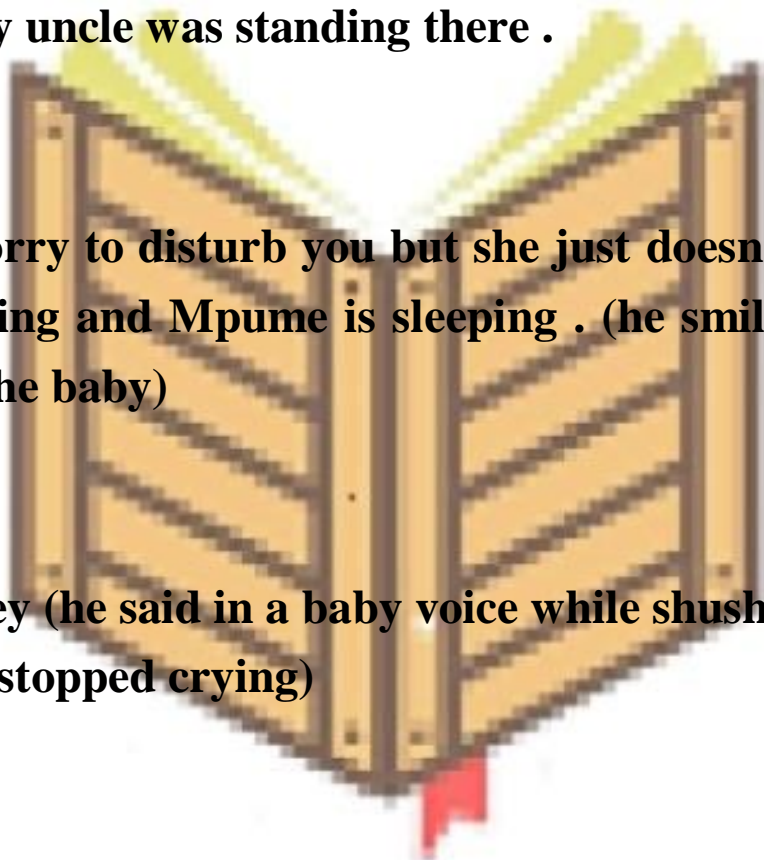 y uncle was standing there .
orry to disturb you but she just doesn
ing and Mpume is sleeping . (he smil
he baby)
ey (he said in a baby voice while shush
stopped crying)